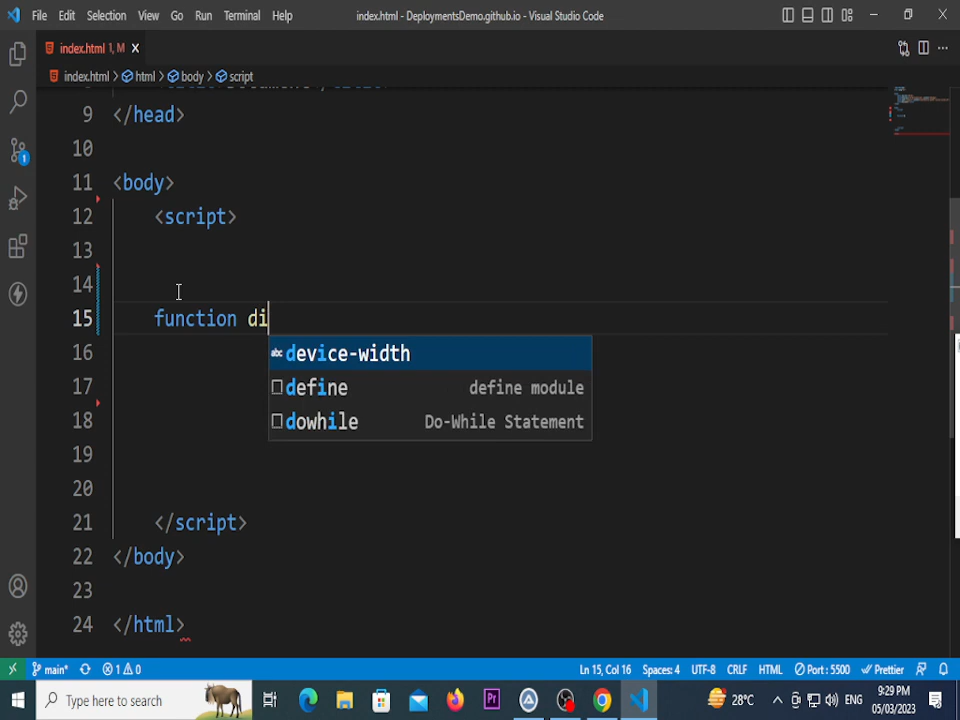 File Edit Selection View Go Run Terminal Help
index.html - DeploymentsDemo.github.io - Visual Studio Code
index.html 1, M
index.html > html > body > script
9 </head>
10
11 <body>
12 <script>
13
14
15 function di
abc device-width
define define module
dowhile Do-While Statement
16
17
18
19
20
21 </script>
22 </body>
23
24 </html>
1
main* 1 0 Ln 15, Col 16 Spaces: 4 UTF-8 CRLF HTML Port : 5500 Prettier
Type here to search
Pr
28°C ENG 9:29 PM
05/03/2023